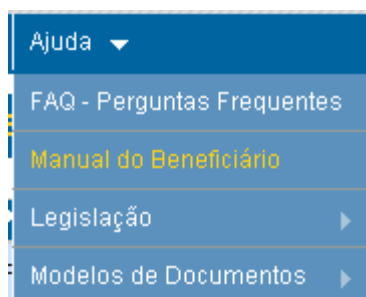 Ajuda
FAQ - Perguntas Frequentes
Manual do Beneficiário
Legislação
Modelos de Documentos